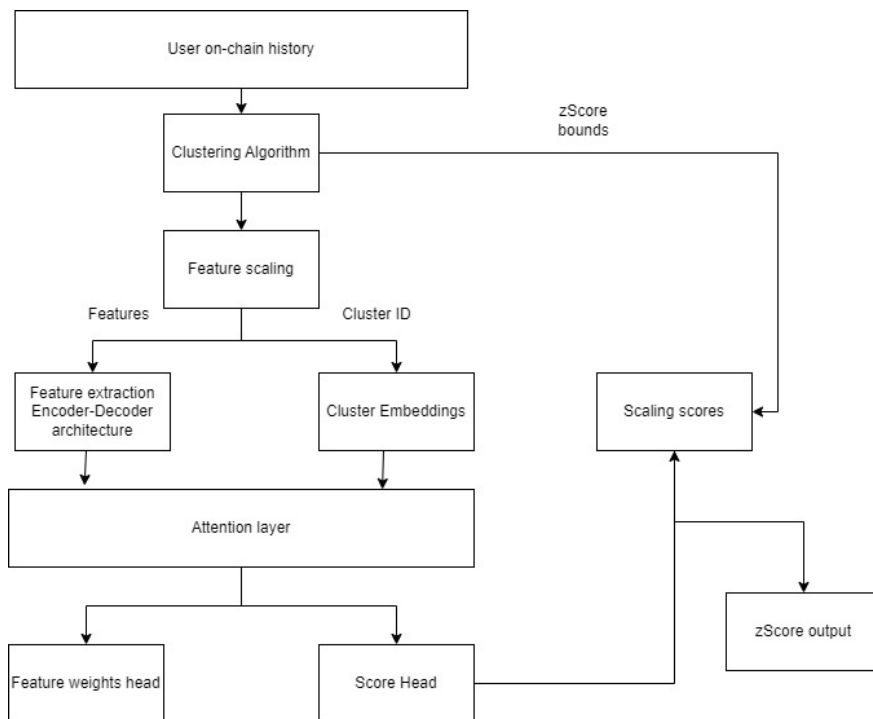 User on-chain history
zScore
bounds
Clustering Algorithm
Feature scaling
Features
Cluster ID
Feature extraction
Encoder-Decoder
architecture
Cluster Embeddings
Scaling scores
Attention layer
zScore output
Feature weights head
Score Head